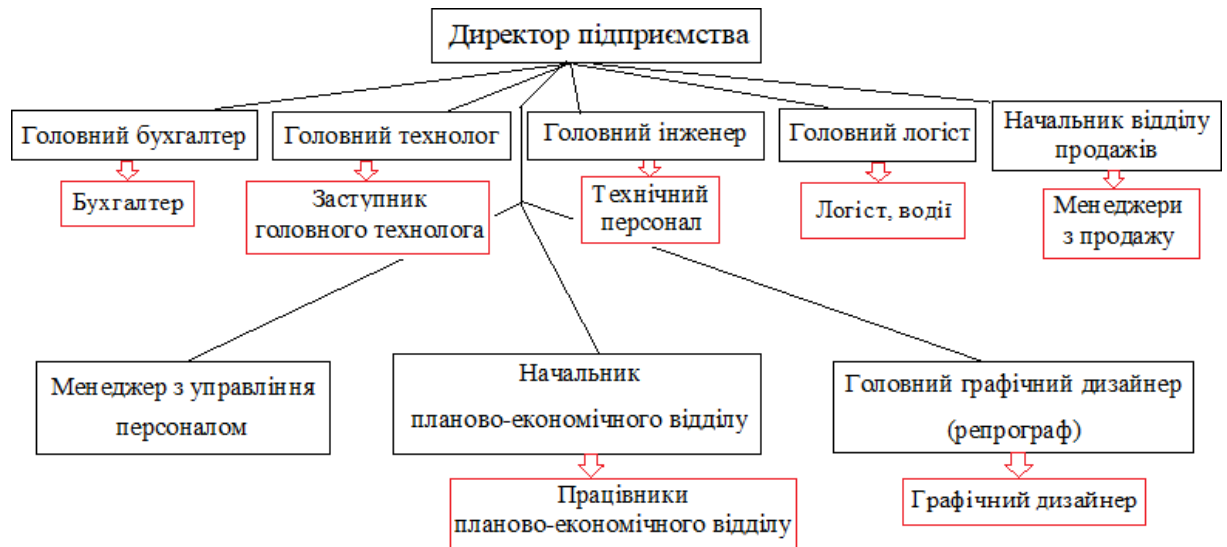 Директор підприємства
Головний бухгалтер
Головний технолог
Головний інженер
Головний логіст
Начальник відділу
продажів
Бухгалтер
Заступник
головного технолога
Технічний
персонал
Логіст, водії
Менеджери
з продажу
Менеджер з управління
персоналом
Начальник
планово-економічного відділу
Головний графічний дизайнер
(репрограф)
Працівники
планово-економічного відділу
Графічний дизайнер